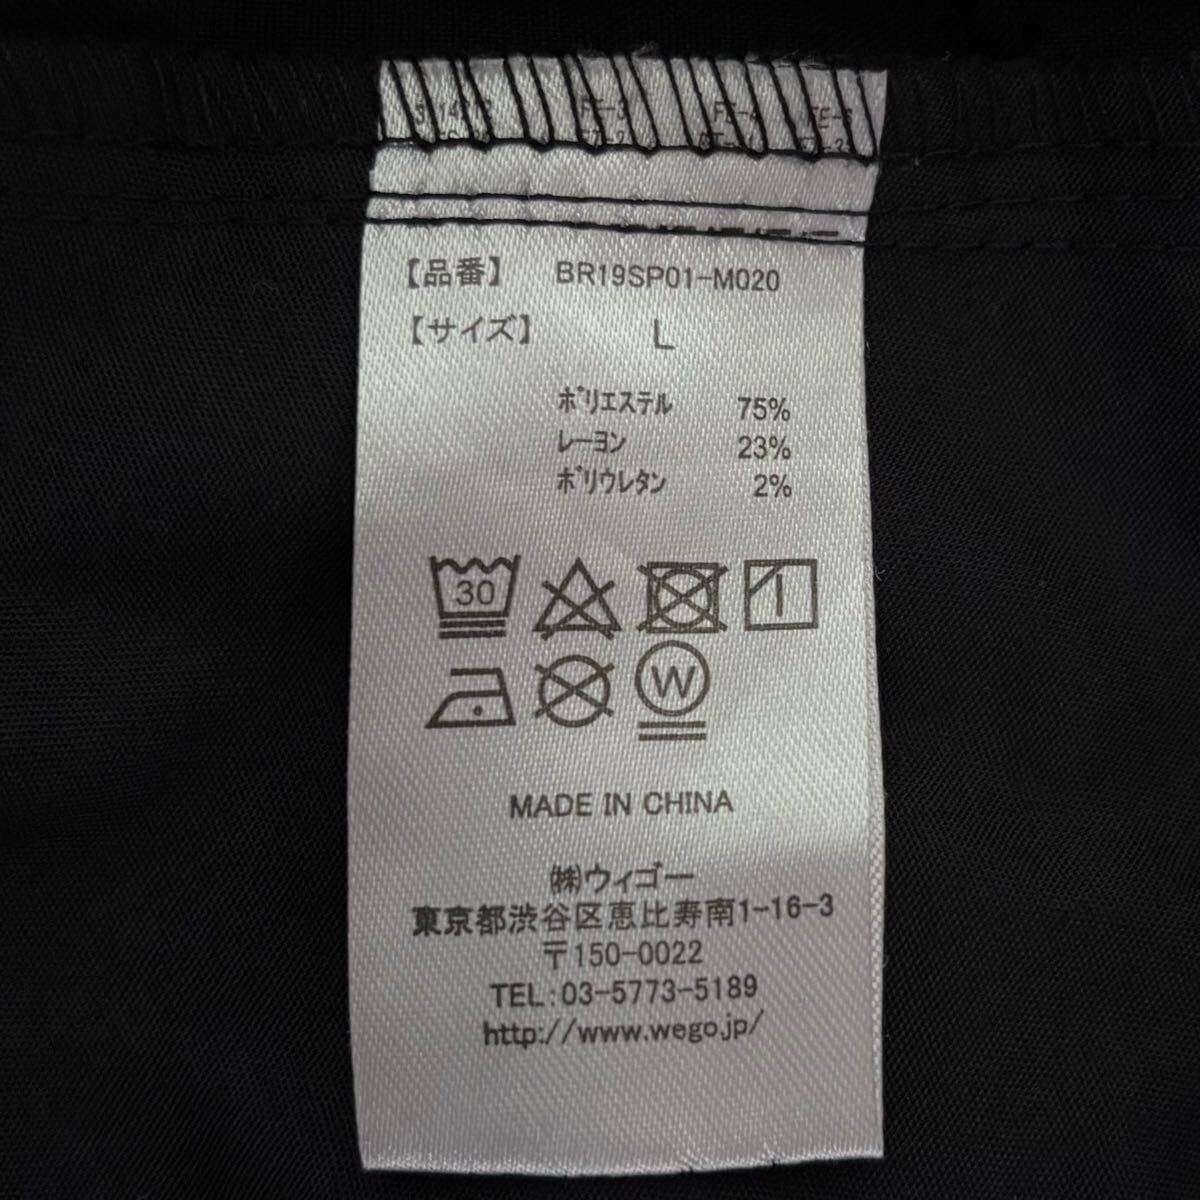 【品番】 BR19SP01-M020
【サイズ】 L
ポリエステル 75%
レーヨン 23%
ポリウレタン 2%
30
W
MADE IN CHINA
㈱ウィゴー
東京都渋谷区恵比寿南1-16-3
〒150-0022
TEL:03-5773-5189
http://www.wego.jp/